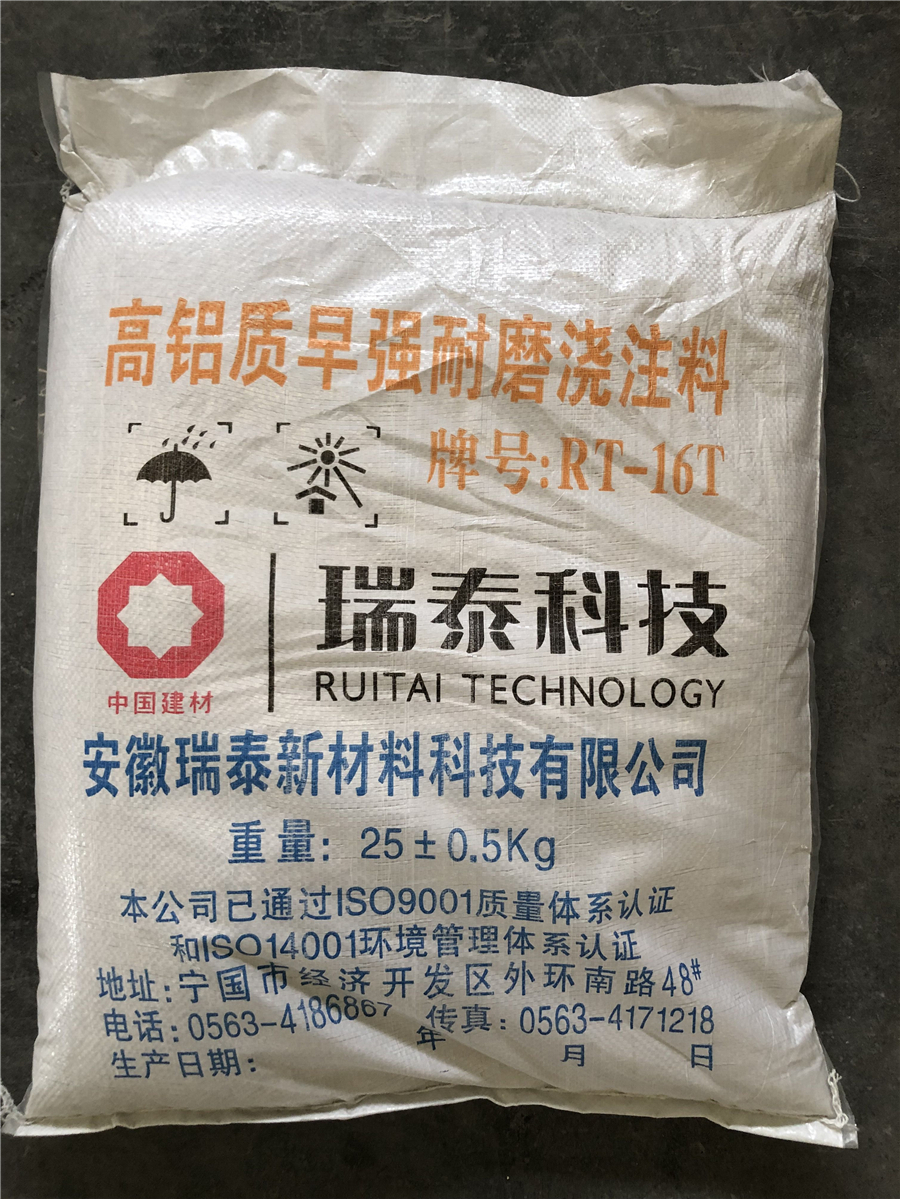 高铝质早强耐磨浇注料
牌号:RT-16T
瑞泰科技
RUITAI TECHNOLOGY
中国建材
安徽瑞泰新材料科技有限公司
重量: 25±0.5Kg
本公司已通过ISO9001质量体系认证
和ISO14001环境管理体系认证
地址:宁国市经济开发区外环南路48#
电话:0563-4186867 传真:0563-4171218
生产日期: 年 月 日